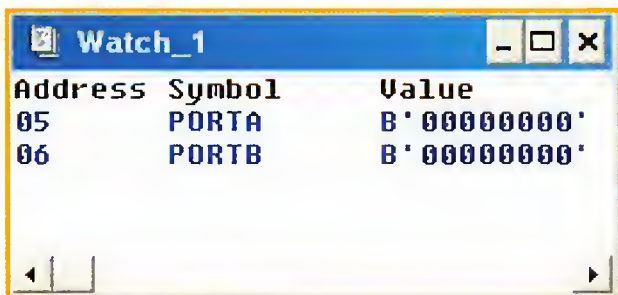 Watch_1
Address Symbol Value
05 PORTA B'00000000'
06 PORTB B'00000000'